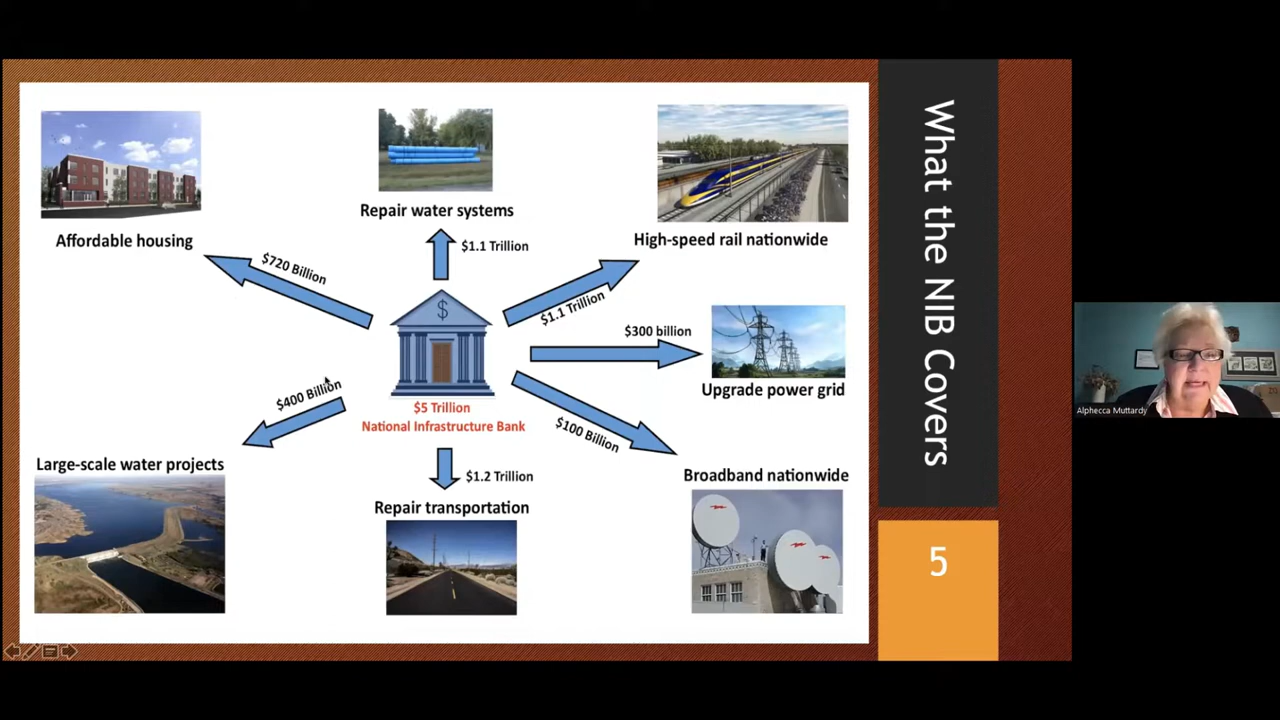 Affordable housing
Repair water systems
High-speed rail nationwide
$720 Billion
$1.1 Trillion
$1.1 Trillion
$
$300 billion
Upgrade power grid
$400 Billion
$5 Trillion
National Infrastructure Bank
$100 Billion
Large-scale water projects
$1.2 Trillion
Repair transportation
Broadband nationwide
What the NIB Covers
5
Alphecca Muttardy